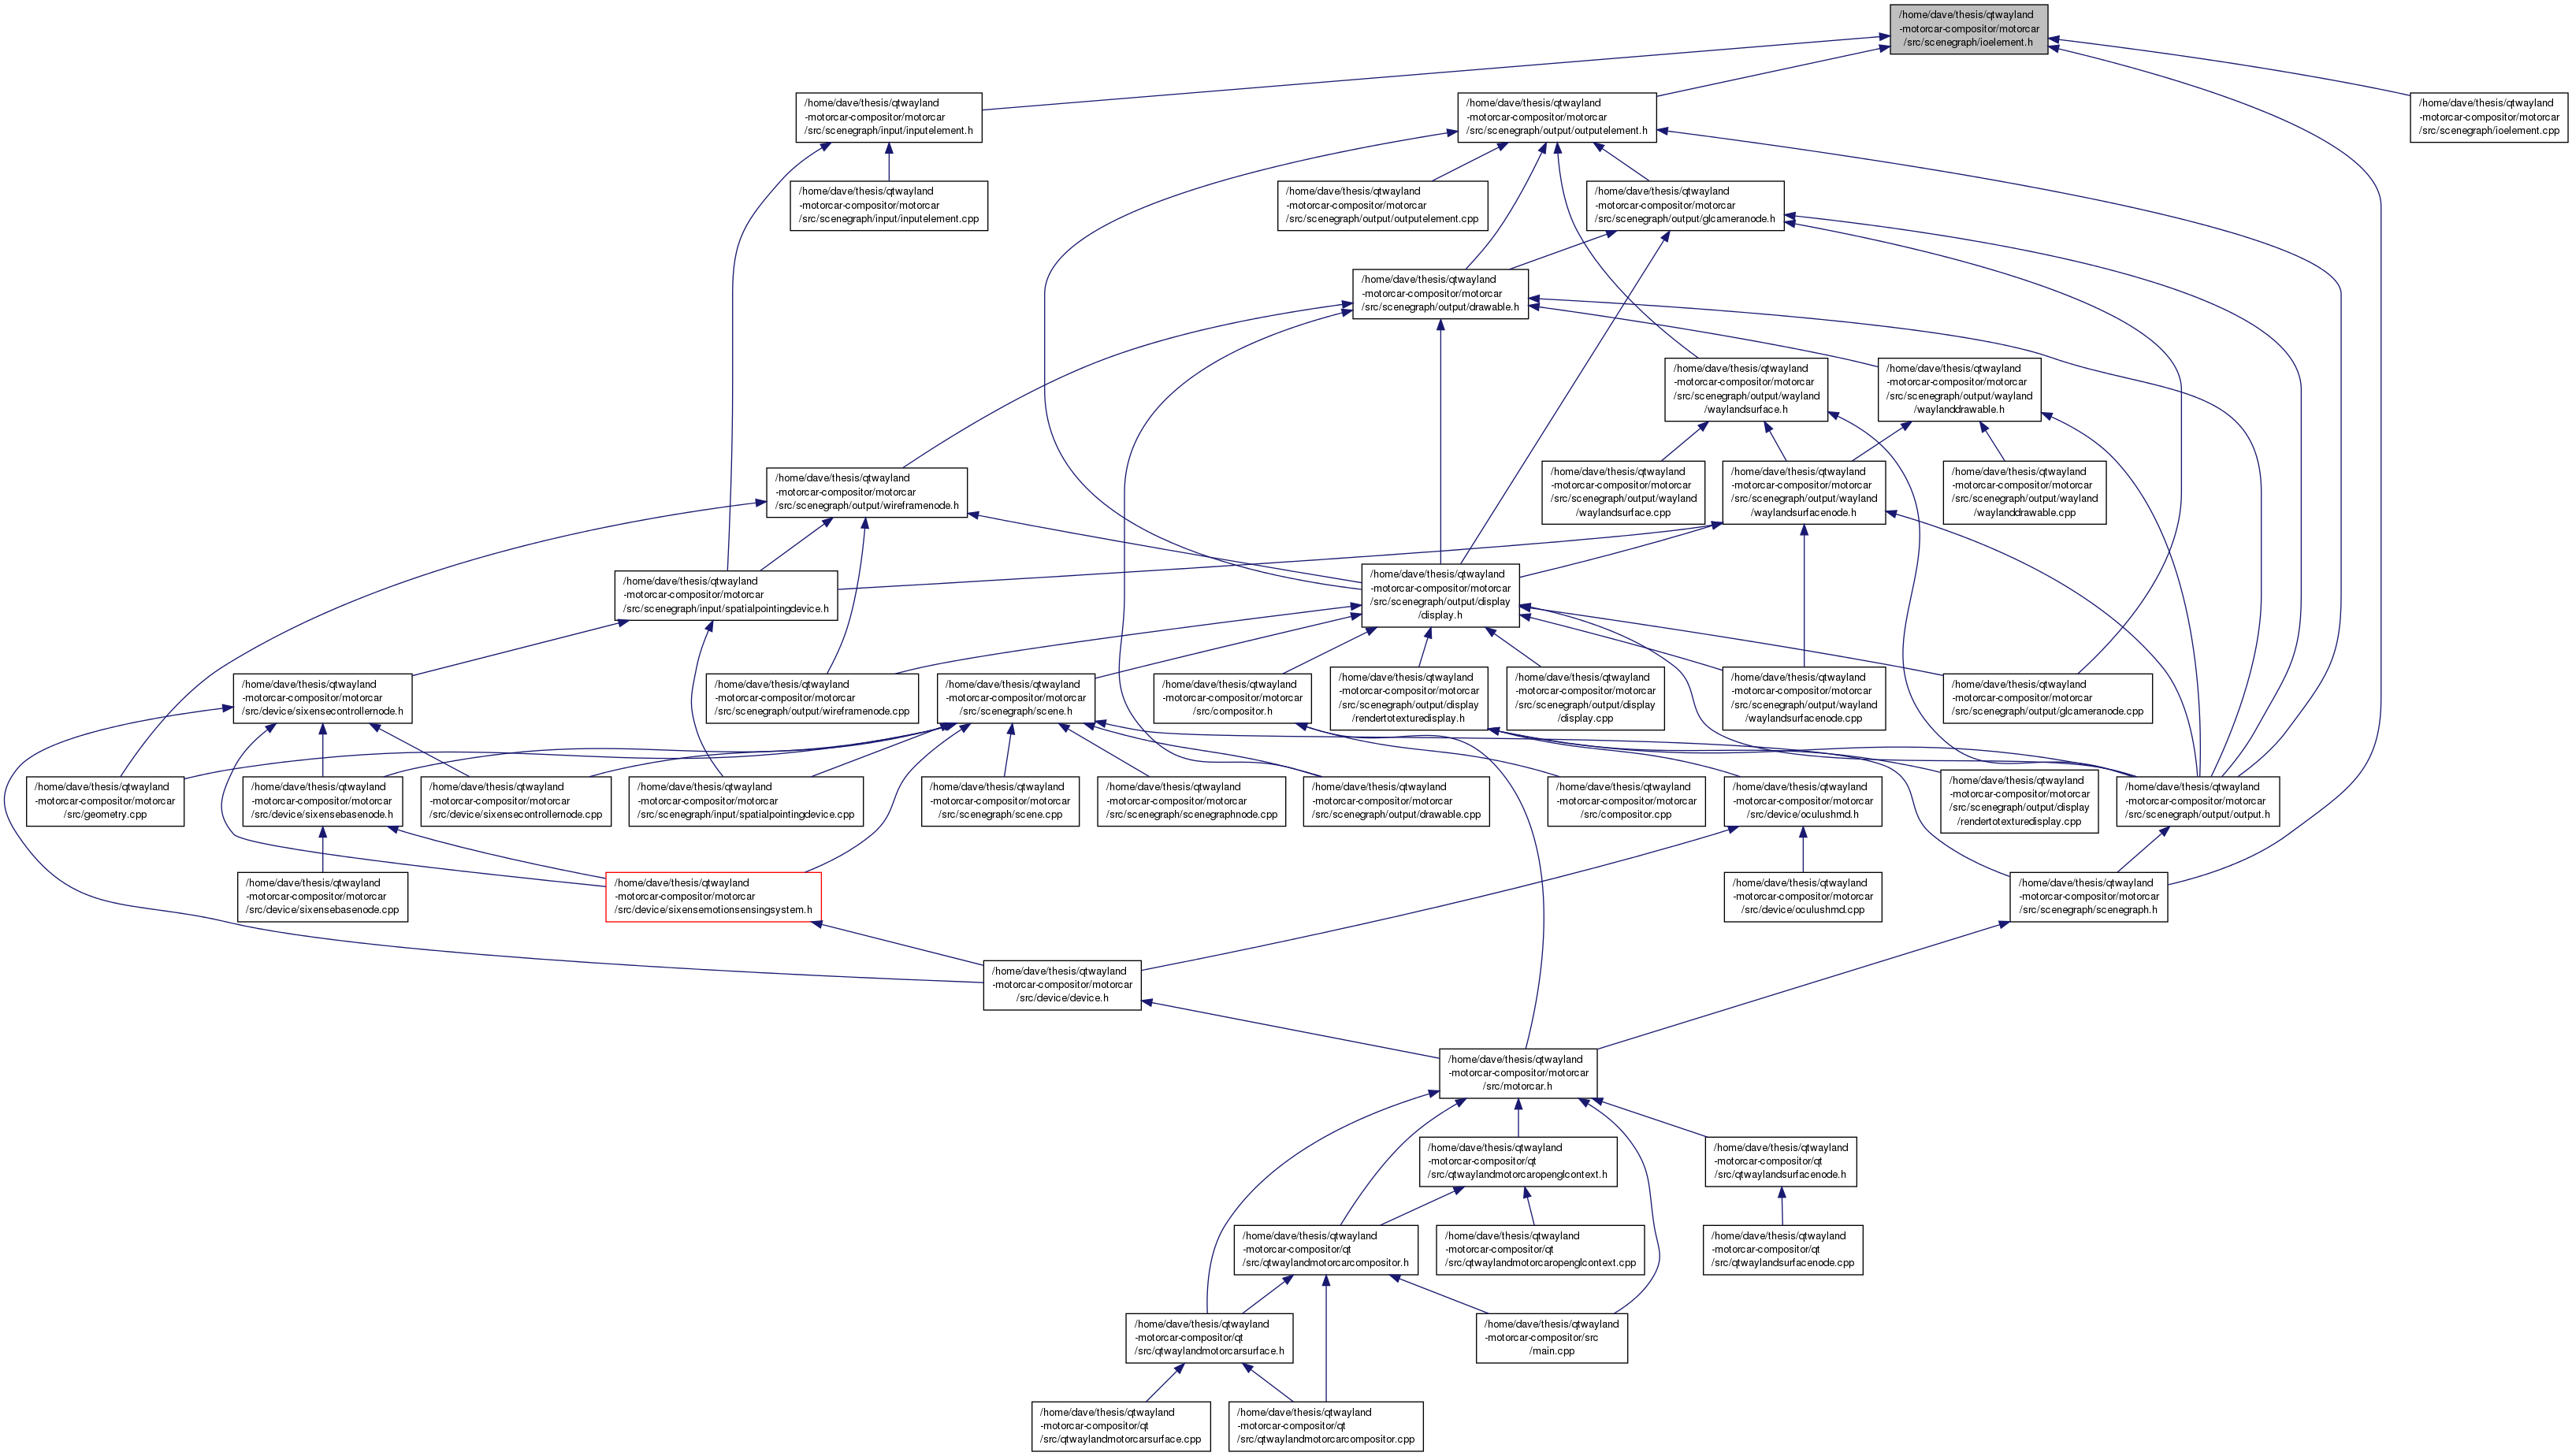 /home/dave/thesis/qtwayland
-motorcar-compositor/motorcar
/src/scenegraph/ioelement.h
/home/dave/thesis/qtwayland
-motorcar-compositor/motorcar
/src/scenegraph/input/inputelement.h
/home/dave/thesis/qtwayland
-motorcar-compositor/motorcar
/src/scenegraph/output/outputelement.h
/home/dave/thesis/qtwayland
-motorcar-compositor/motorcar
/src/scenegraph/ioelement.cpp
/home/dave/thesis/qtwayland
-motorcar-compositor/motorcar
/src/scenegraph/input/inputelement.cpp
/home/dave/thesis/qtwayland
-motorcar-compositor/motorcar
/src/scenegraph/output/outputelement.cpp
/home/dave/thesis/qtwayland
-motorcar-compositor/motorcar
/src/scenegraph/output/glcameranode.h
/home/dave/thesis/qtwayland
-motorcar-compositor/motorcar
/src/scenegraph/output/drawable.h
/home/dave/thesis/qtwayland
-motorcar-compositor/motorcar
/src/scenegraph/output/wayland
/waylandsurface.h
/home/dave/thesis/qtwayland
-motorcar-compositor/motorcar
/src/scenegraph/output/wayland
/waylanddrawable.h
/home/dave/thesis/qtwayland
-motorcar-compositor/motorcar
/src/scenegraph/output/wireframenode.h
/home/dave/thesis/qtwayland
-motorcar-compositor/motorcar
/src/scenegraph/output/wayland
/waylandsurface.cpp
/home/dave/thesis/qtwayland
-motorcar-compositor/motorcar
/src/scenegraph/output/wayland
/waylandsurfacenode.h
/home/dave/thesis/qtwayland
-motorcar-compositor/motorcar
/src/scenegraph/output/wayland
/waylanddrawable.cpp
/home/dave/thesis/qtwayland
-motorcar-compositor/motorcar
/src/scenegraph/input/spatialpointingdevice.h
/home/dave/thesis/qtwayland
-motorcar-compositor/motorcar
/src/scenegraph/output/display
/display.h
/home/dave/thesis/qtwayland
-motorcar-compositor/motorcar
/src/device/sixensecontrollernode.h
/home/dave/thesis/qtwayland
-motorcar-compositor/motorcar
/src/scenegraph/output/wireframenode.cpp
/home/dave/thesis/qtwayland
-motorcar-compositor/motorcar
/src/scenegraph/scene.h
/home/dave/thesis/qtwayland
-motorcar-compositor/motorcar
/src/compositor.h
/home/dave/thesis/qtwayland
-motorcar-compositor/motorcar
/src/scenegraph/output/display
/rendertotexturedisplay.h
/home/dave/thesis/qtwayland
-motorcar-compositor/motorcar
/src/scenegraph/output/display
/display.cpp
/home/dave/thesis/qtwayland
-motorcar-compositor/motorcar
/src/scenegraph/output/wayland
/waylandsurfacenode.cpp
/home/dave/thesis/qtwayland
-motorcar-compositor/motorcar
/src/scenegraph/output/glcameranode.cpp
/home/dave/thesis/qtwayland
-motorcar-compositor/motorcar
/src/geometry.cpp
/home/dave/thesis/qtwayland
-motorcar-compositor/motorcar
/src/device/sixensebasenode.h
/home/dave/thesis/qtwayland
-motorcar-compositor/motorcar
/src/device/sixensecontrollernode.cpp
/home/dave/thesis/qtwayland
-motorcar-compositor/motorcar
/src/scenegraph/input/spatialpointingdevice.cpp
/home/dave/thesis/qtwayland
-motorcar-compositor/motorcar
/src/scenegraph/scene.cpp
/home/dave/thesis/qtwayland
-motorcar-compositor/motorcar
/src/scenegraph/scenegraphnode.cpp
/home/dave/thesis/qtwayland
-motorcar-compositor/motorcar
/src/scenegraph/output/drawable.cpp
/home/dave/thesis/qtwayland
-motorcar-compositor/motorcar
/src/compositor.cpp
/home/dave/thesis/qtwayland
-motorcar-compositor/motorcar
/src/device/oculushmd.h
/home/dave/thesis/qtwayland
-motorcar-compositor/motorcar
/src/scenegraph/output/display
/rendertotexturedisplay.cpp
/home/dave/thesis/qtwayland
-motorcar-compositor/motorcar
/src/scenegraph/output/output.h
/home/dave/thesis/qtwayland
-motorcar-compositor/motorcar
/src/device/sixensebasenode.cpp
/home/dave/thesis/qtwayland
-motorcar-compositor/motorcar
/src/device/sixensemotionsensingsystem.h
/home/dave/thesis/qtwayland
-motorcar-compositor/motorcar
/src/device/oculushmd.cpp
/home/dave/thesis/qtwayland
-motorcar-compositor/motorcar
/src/scenegraph/scenegraph.h
/home/dave/thesis/qtwayland
-motorcar-compositor/motorcar
/src/device/device.h
/home/dave/thesis/qtwayland
-motorcar-compositor/motorcar
/src/motorcar.h
/home/dave/thesis/qtwayland
-motorcar-compositor/qt
/src/qtwaylandmotorcaropenglcontext.h
/home/dave/thesis/qtwayland
-motorcar-compositor/qt
/src/qtwaylandsurfacenode.h
/home/dave/thesis/qtwayland
-motorcar-compositor/qt
/src/qtwaylandmotorcarcompositor.h
/home/dave/thesis/qtwayland
-motorcar-compositor/qt
/src/qtwaylandmotorcaropenglcontext.cpp
/home/dave/thesis/qtwayland
-motorcar-compositor/qt
/src/qtwaylandsurfacenode.cpp
/home/dave/thesis/qtwayland
-motorcar-compositor/qt
/src/qtwaylandmotorcarsurface.h
/home/dave/thesis/qtwayland
-motorcar-compositor/src
/main.cpp
/home/dave/thesis/qtwayland
-motorcar-compositor/qt
/src/qtwaylandmotorcarsurface.cpp
/home/dave/thesis/qtwayland
-motorcar-compositor/qt
/src/qtwaylandmotorcarcompositor.cpp